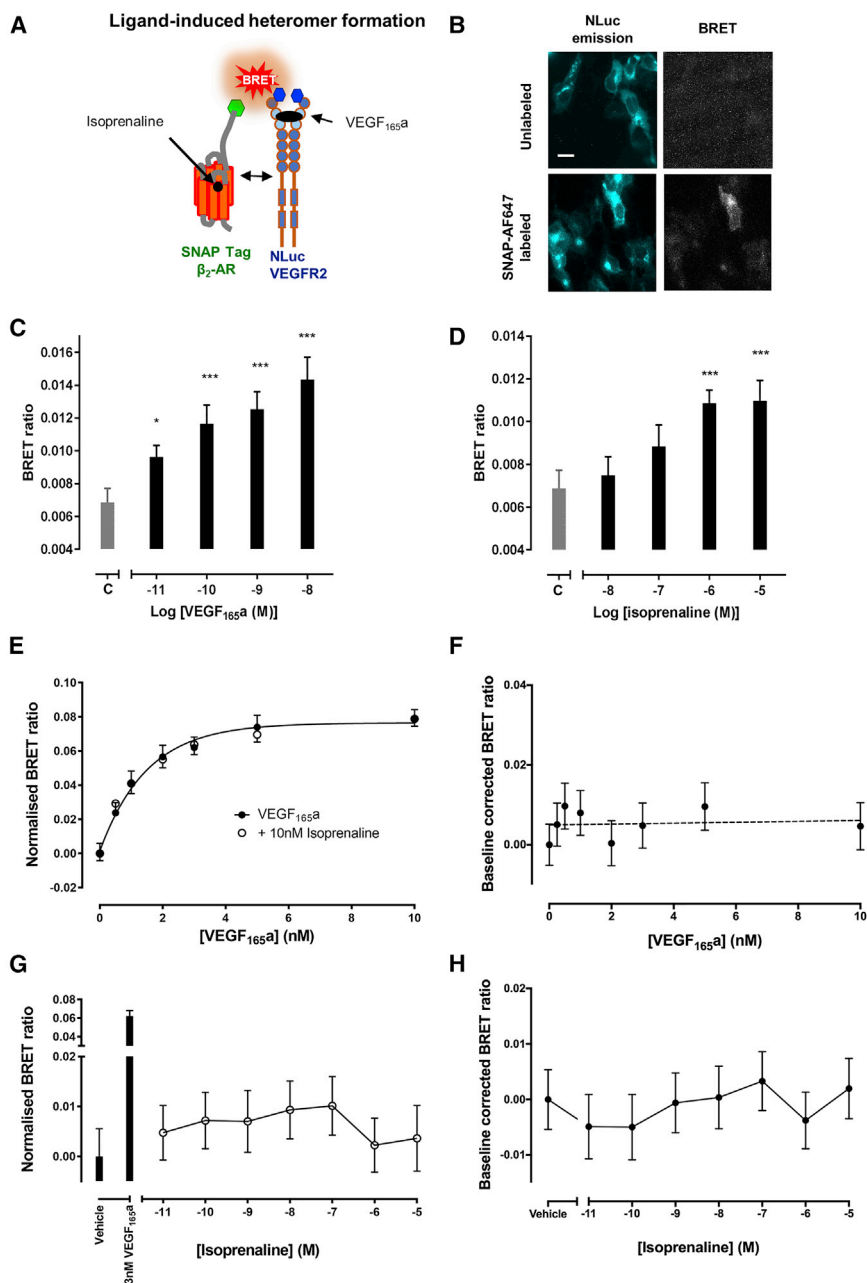 A
Ligand-induced heteromer formation
BRET
Isoprenaline
VEGF165a
SNAP Tag
β2-AR
NLuc
VEGFR2
B
NLuc
emission
BRET
Unlabeled
SNAP-AF647
labeled
C
BRET ratio
0.016
0.014
0.012
0.010
0.008
0.006
0.004
*
***
***
***
C
-11
-10
-9
-8
Log [VEGF165a (M)]
D
BRET ratio
0.014
0.012
0.010
0.008
0.006
0.004
***
***
C
-8
-7
-6
-5
Log [isoprenaline (M)]
E
Normalised BRET ratio
0.10
0.08
0.06
0.04
0.02
0.00
-0.02
VEGF165a
+ 10nM Isoprenaline
0
2
4
6
8
10
[VEGF165a] (nM)
F
Baseline corrected BRET ratio
0.04
0.02
0.00
0
2
4
6
8
10
[VEGF165a] (nM)
G
Normalised BRET ratio
0.08
0.06
0.04
0.02
0.01
0.00
Vehicle
3nM VEGF165a
-11
-10
-9
-8
-7
-6
-5
[Isoprenaline] (M)
H
Baseline corrected BRET ratio
0.01
0.00
-0.01
Vehicle
-11
-10
-9
-8
-7
-6
-5
[Isoprenaline] (M)